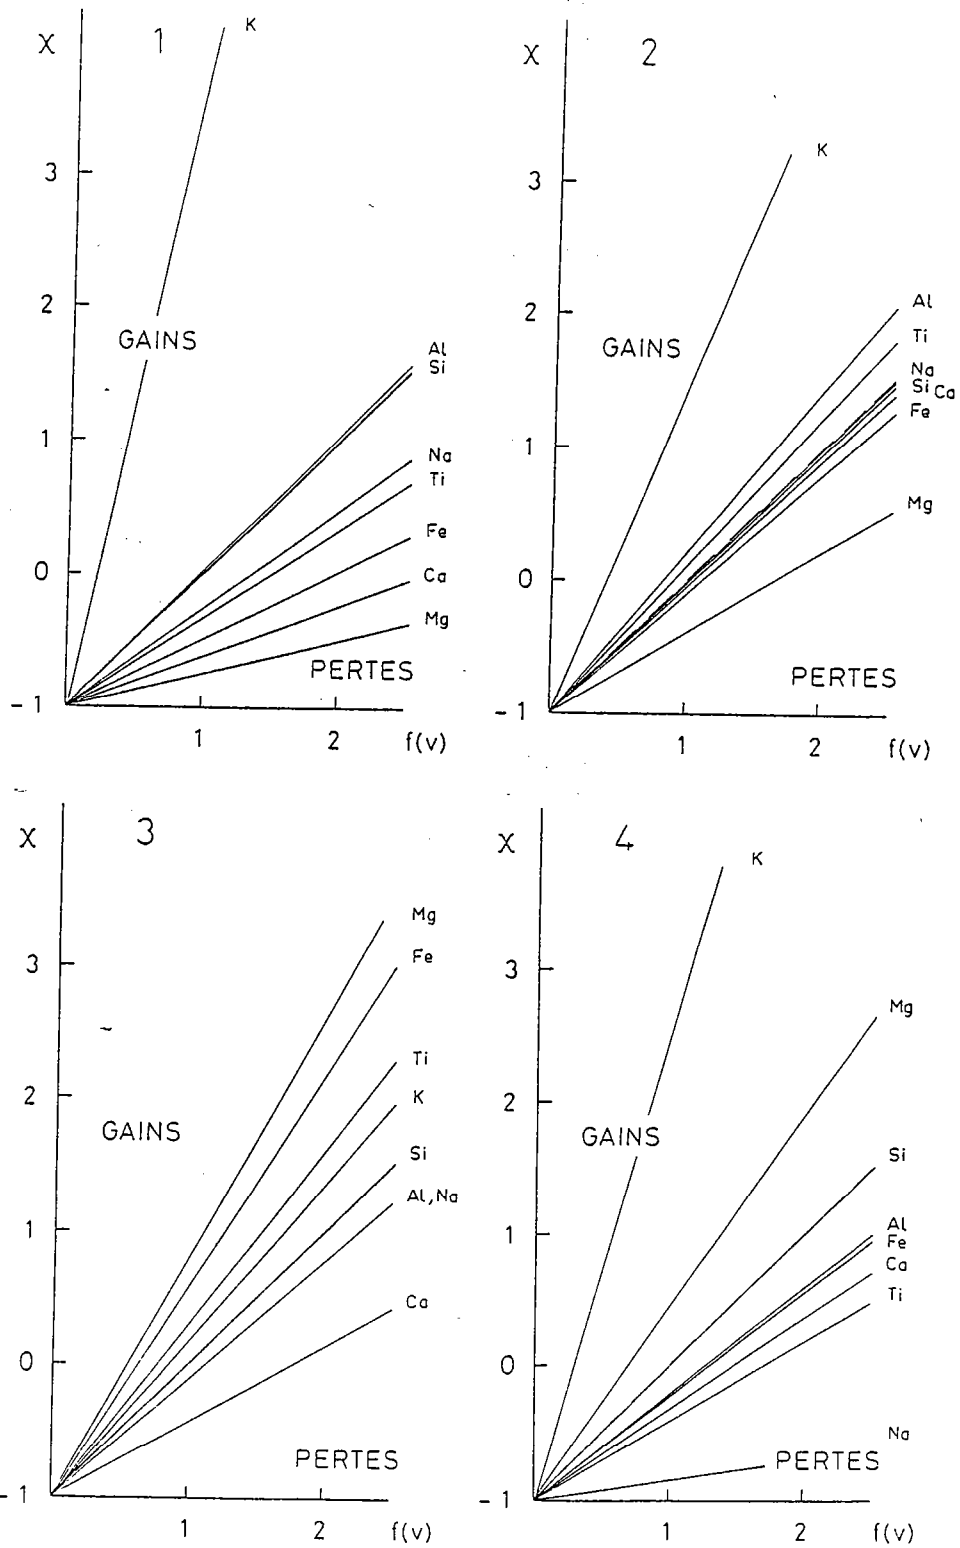 X 1 K
3
2
GAINS
Al
Si
1
Na
Ti
Fe
0
Ca
Mg
PERTES
- 1
1 2 f(v)
X 2
K
3
2
Al
Ti
GAINS
Na
Si Ca
Fe
1
Mg
0
PERTES
- 1
1 2 f(v)
X 3
Mg
Fe
3
Ti
K
2
GAINS
Si
Al,Na
1
Ca
0
PERTES
- 1
1 2 f(v)
X 4
K
3
Mg
2
GAINS
Si
Al
Fe
1
Ca
Ti
0
Na
PERTES
- 1
1 2 f(v)